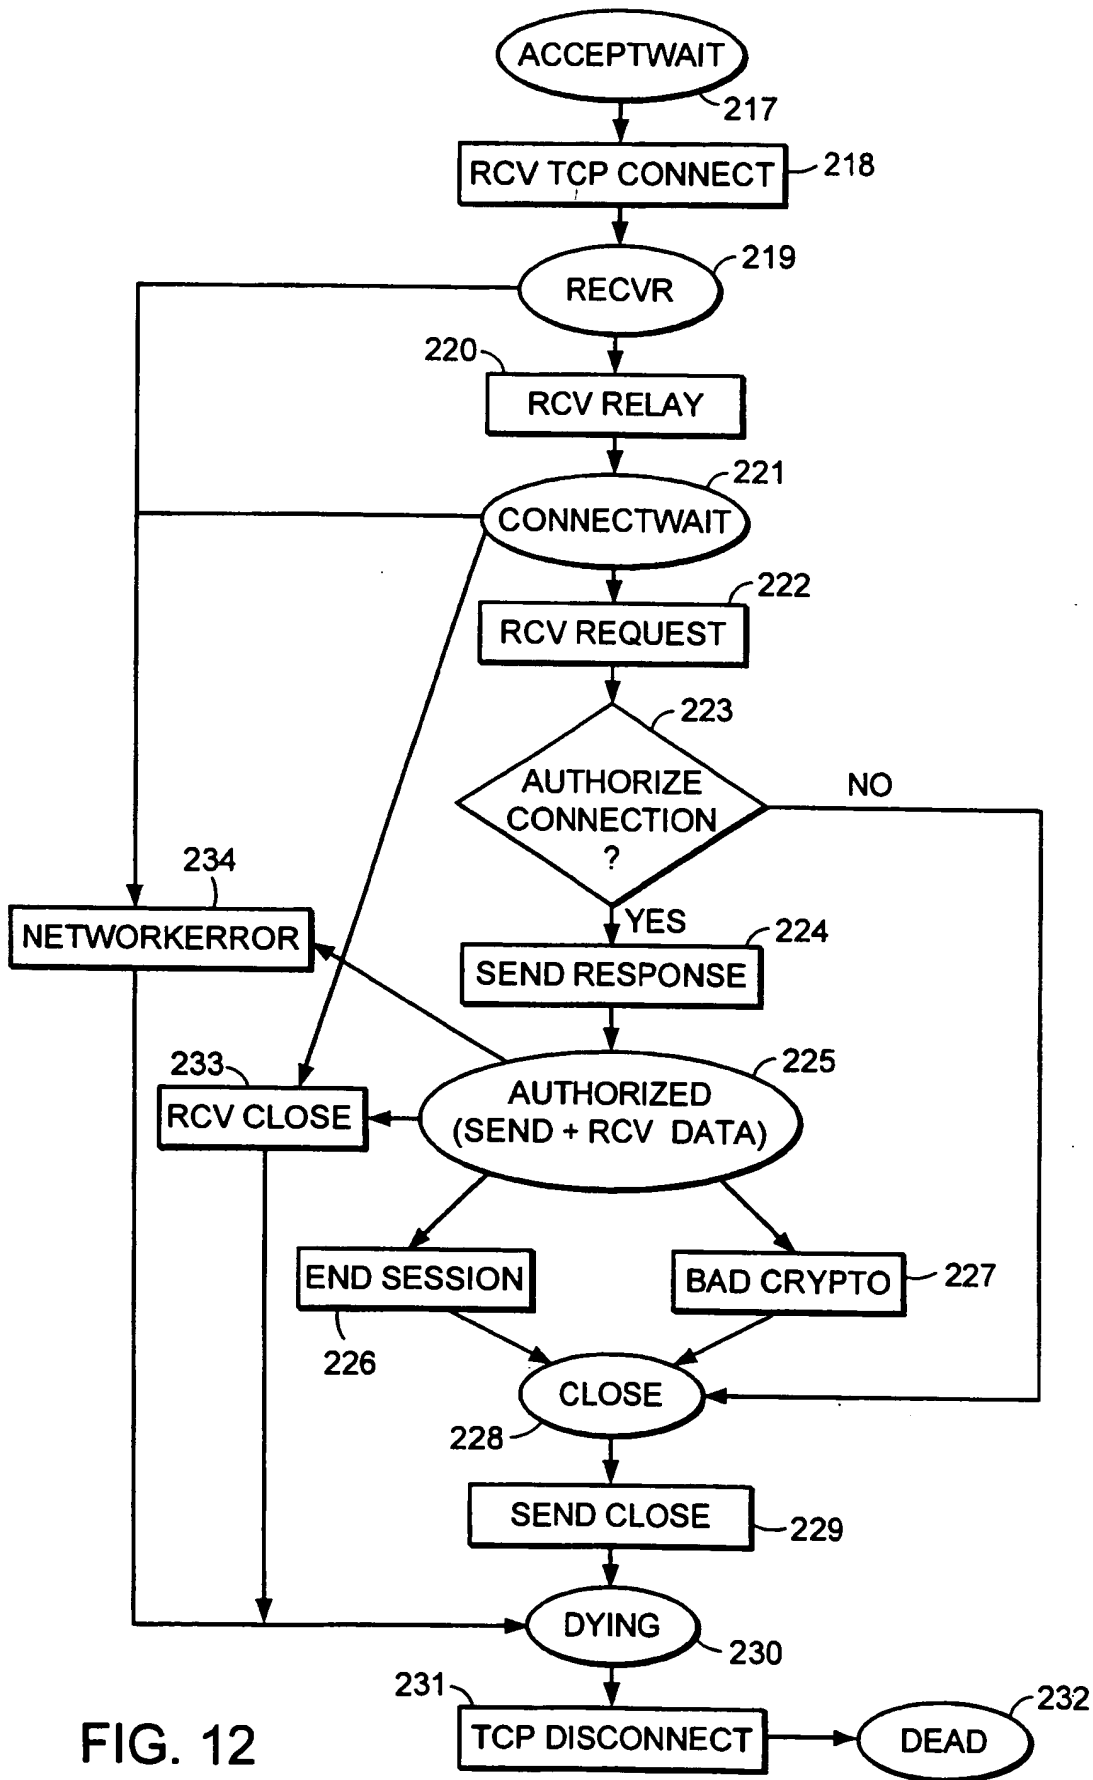 ACCEPTWAIT
217
RCV TCP CONNECT
218
219
RECVR
220
RCV RELAY
221
CONNECTWAIT
222
RCV REQUEST
223
AUTHORIZE
CONNECTION
?
NO
YES
234
NETWORKERROR
224
SEND RESPONSE
233
RCV CLOSE
225
AUTHORIZED
(SEND + RCV DATA)
END SESSION
226
BAD CRYPTO
227
CLOSE
228
SEND CLOSE
229
DYING
230
231
TCP DISCONNECT
232
DEAD
FIG. 12